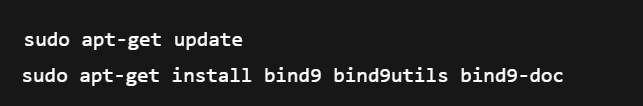 sudo apt-get update
sudo apt-get install bind9 bind9utils bind9-doc